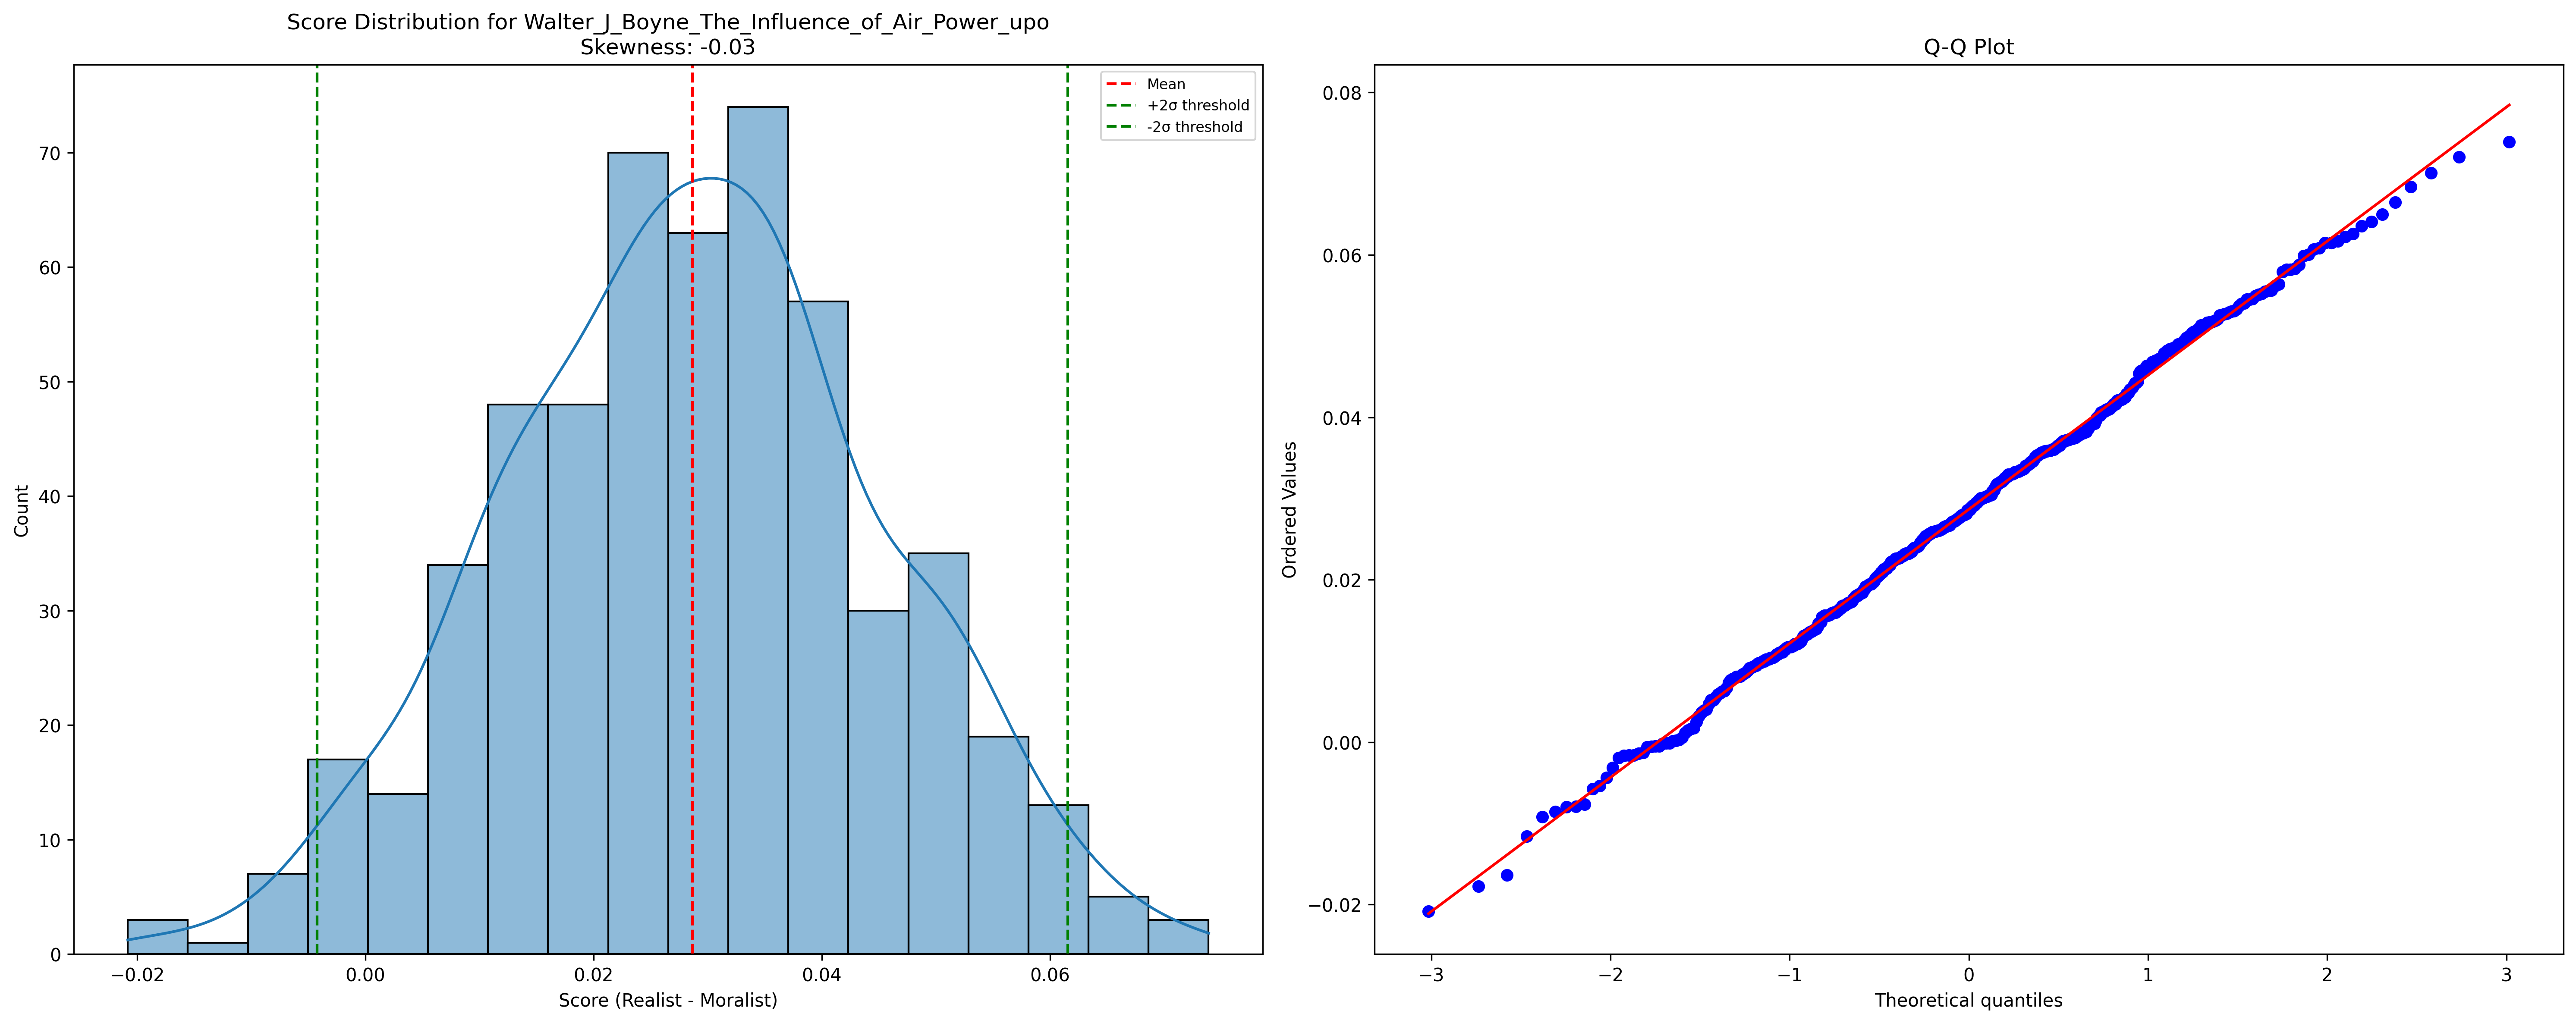 Score Distribution for Walter_J_Boyne_The_Influence_of_Air_Power_upo
Skewness: -0.03
Mean
+2σ threshold
-2σ threshold
Count
70
60
50
40
30
20
10
0
−0.02
0.00
0.02
0.04
0.06
Score (Realist - Moralist)
Q-Q Plot
Ordered Values
0.08
0.06
0.04
0.02
0.00
−0.02
−3
−2
−1
0
1
2
3
Theoretical quantiles